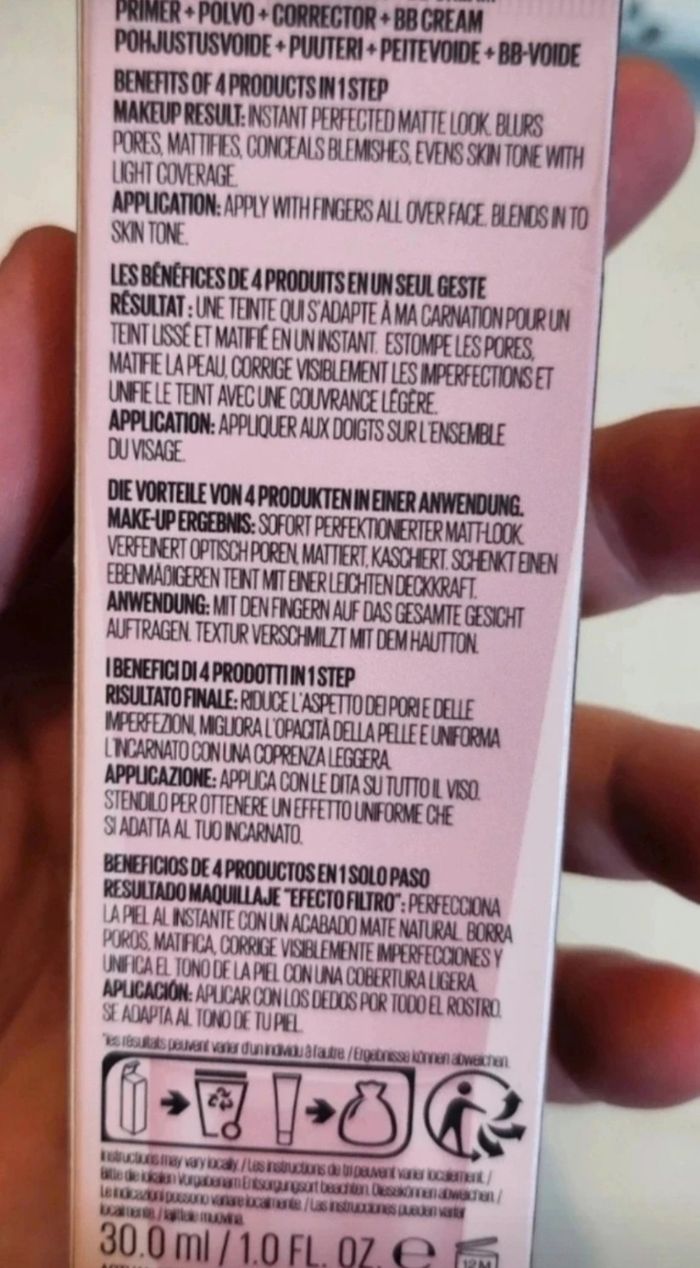 PRIMER + POLVO + CORRECTOR + BB CREAM
POHJUSTUSVOIDE + PUUTERI + PEITEVOIDE + BB-VOIDE
BENEFITS OF 4 PRODUCTS IN 1 STEP
MAKEUP RESULT: INSTANT PERFECTED MATTE LOOK. BLURS
PORES, MATTIFIES, CONCEALS BLEMISHES, EVENS SKIN TONE WITH
LIGHT COVERAGE.
APPLICATION: APPLY WITH FINGERS ALL OVER FACE. BLENDS IN TO
SKIN TONE.
LES BÉNÉFICES DE 4 PRODUITS EN UN SEUL GESTE
RÉSULTAT : UNE TEINTE QUI S'ADAPTE À MA CARNATION POUR UN
TEINT LISSÉ ET MATIFIÉ EN UN INSTANT. ESTOMPE LES PORES,
MATIFIE LA PEAU, CORRIGE VISIBLEMENT LES IMPERFECTIONS ET
UNIFIE LE TEINT AVEC UNE COUVRANCE LÉGÈRE.
APPLICATION: APPLIQUER AUX DOIGTS SUR L'ENSEMBLE
DU VISAGE.
DIE VORTEILE VON 4 PRODUKTEN IN EINER ANWENDUNG.
MAKE-UP ERGEBNIS: SOFORT PERFEKTIONIERTER MATT-LOOK.
VERFEINERT OPTISCH POREN, MATTIERT, KASCHIERT. SCHENKT EINEN
EBENMÄßIGEREN TEINT MIT EINER LEICHTEN DECKKRAFT.
ANWENDUNG: MIT DEN FINGERN AUF DAS GESAMTE GESICHT
AUFTRAGEN. TEXTUR VERSCHMILZT MIT DEM HAUTTON.
I BENEFICI DI 4 PRODOTTI IN 1 STEP
RISULTATO FINALE: RIDUCE L'ASPETTO DEI PORI E DELLE
IMPERFEZIONI, MIGLIORA L'OPACITÀ DELLA PELLE E UNIFORMA
L'INCARNATO CON UNA COPRENZA LEGGERA.
APPLICAZIONE: APPLICA CON LE DITA SU TUTTO IL VISO.
STENDILO PER OTTENERE UN EFFETTO UNIFORME CHE
SI ADATTA AL TUO INCARNATO.
BENEFICIOS DE 4 PRODUCTOS EN 1 SOLO PASO
RESULTADO MAQUILLAJE "EFECTO FILTRO": PERFECCIONA
LA PIEL AL INSTANTE CON UN ACABADO MATE NATURAL. BORRA
POROS, MATIFICA, CORRIGE VISIBLEMENTE IMPERFECCIONES Y
UNIFICA EL TONO DE LA PIEL CON UNA COBERTURA LIGERA.
APLICACIÓN: APLICAR CON LOS DEDOS POR TODO EL ROSTRO.
SE ADAPTA AL TONO DE TU PIEL.
*les résultats peuvent varier d'un individu à l'autre / Ergebnisse können abweichen.
Instructions may vary locally. / Les instructions de tri peuvent varier localement. /
Bitte die lokalen Vorgaben am Entsorgungsort beachten. Diese können abweichen. /
Le indicazioni possono variare localmente. / Las instrucciones pueden variar
localmente. /
30.0 ml / 1.0 FL. OZ. e
12 M